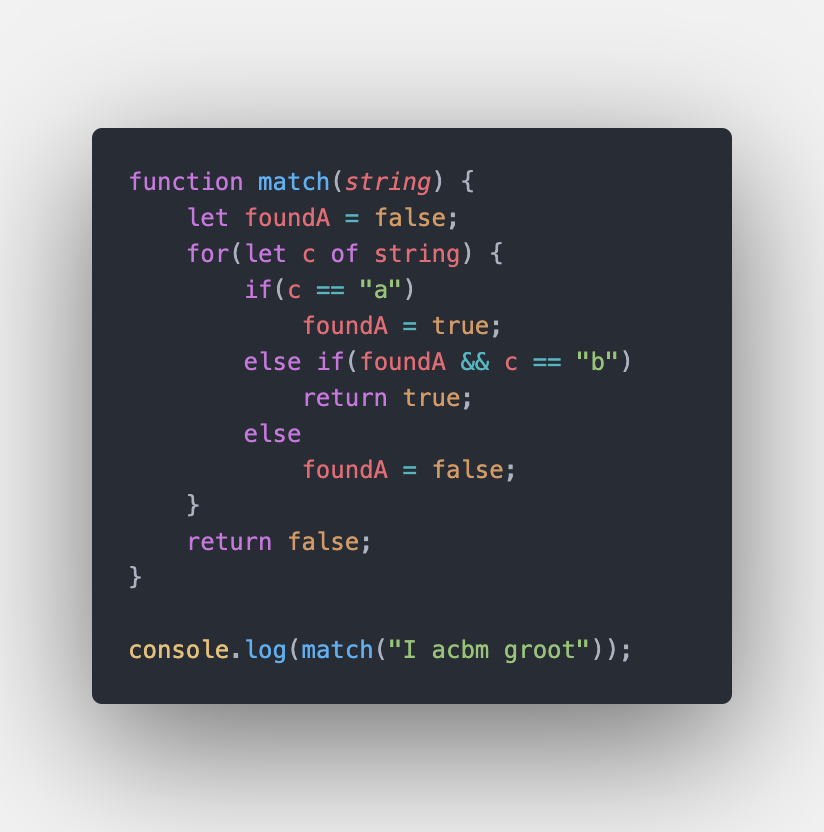 function match(string) {
    let foundA = false;
    for(let c of string) {
        if(c == "a")
            foundA = true;
        else if(foundA && c == "b")
            return true;
        else
            foundA = false;
    }
    return false;
}

console.log(match("I acbm groot"));